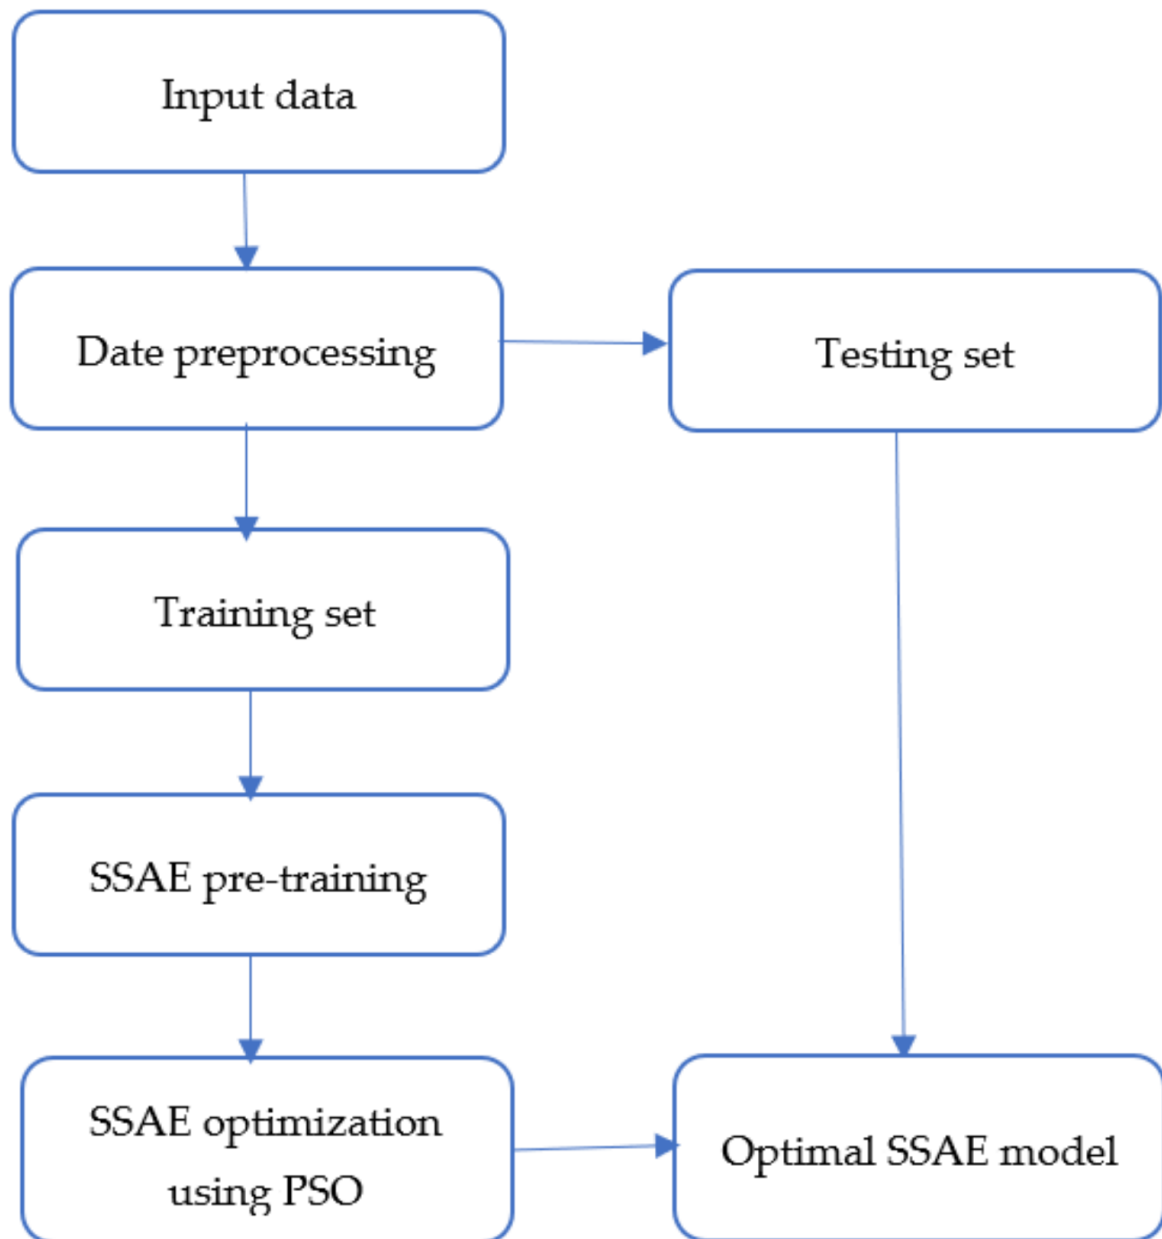 Input data
Date preprocessing
Testing set
Training set
SSAE pre-training
SSAE optimization
using PSO
Optimal SSAE model